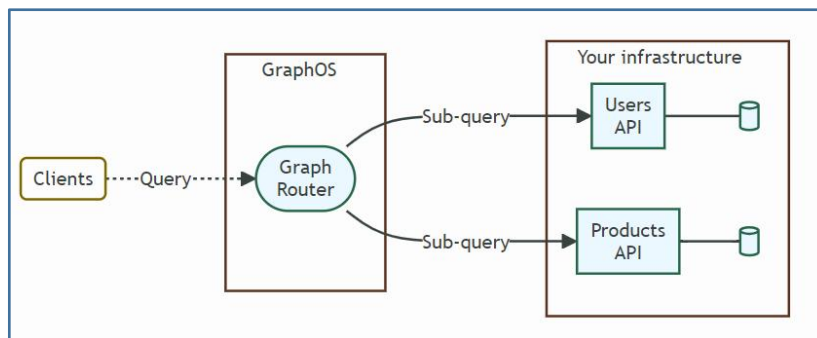 GraphOS
Your infrastructure
Clients
Query
Graph
Router
Sub-query
Users
API
Sub-query
Products
API